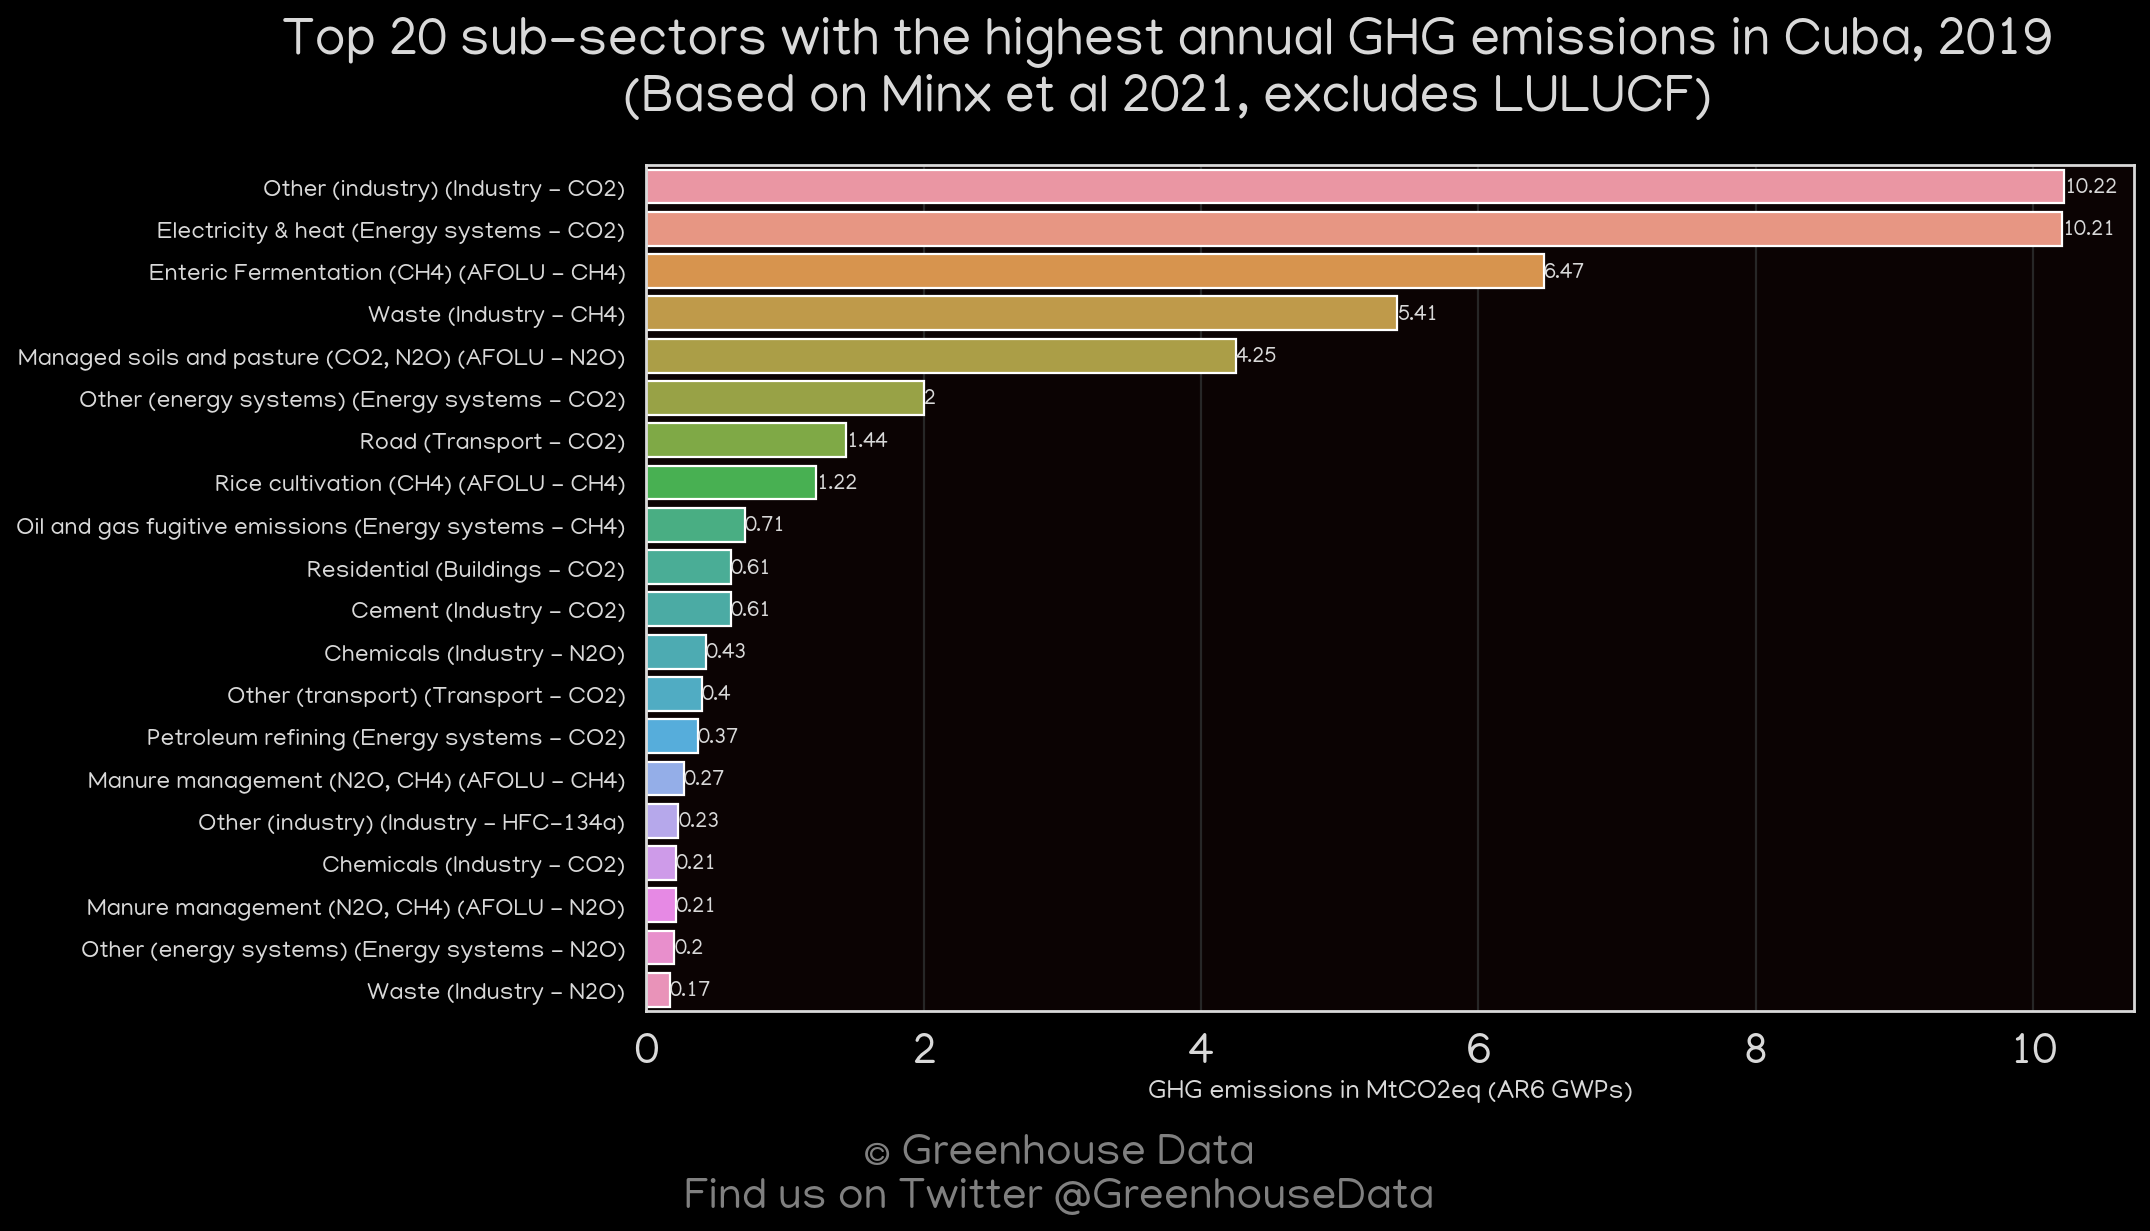 Top 20 sub-sectors with the highest annual GHG emissions in Cuba, 2019
(Based on Minx et al 2021, excludes LULUCF)
Other (industry) (Industry - CO2) 10.22
Electricity & heat (Energy systems - CO2) 10.21
Enteric Fermentation (CH4) (AFOLU - CH4) 6.47
Waste (Industry - CH4) 5.41
Managed soils and pasture (CO2, N2O) (AFOLU - N2O) 4.25
Other (energy systems) (Energy systems - CO2) 2
Road (Transport - CO2) 1.44
Rice cultivation (CH4) (AFOLU - CH4) 1.22
Oil and gas fugitive emissions (Energy systems - CH4) 0.71
Residential (Buildings - CO2) 0.61
Cement (Industry - CO2) 0.61
Chemicals (Industry - N2O) 0.43
Other (transport) (Transport - CO2) 0.4
Petroleum refining (Energy systems - CO2) 0.37
Manure management (N2O, CH4) (AFOLU - CH4) 0.27
Other (industry) (Industry - HFC-134a) 0.23
Chemicals (Industry - CO2) 0.21
Manure management (N2O, CH4) (AFOLU - N2O) 0.21
Other (energy systems) (Energy systems - N2O) 0.2
Waste (Industry - N2O) 0.17
0 2 4 6 8 10
GHG emissions in MtCO2eq (AR6 GWPs)
© Greenhouse Data
Find us on Twitter @GreenhouseData